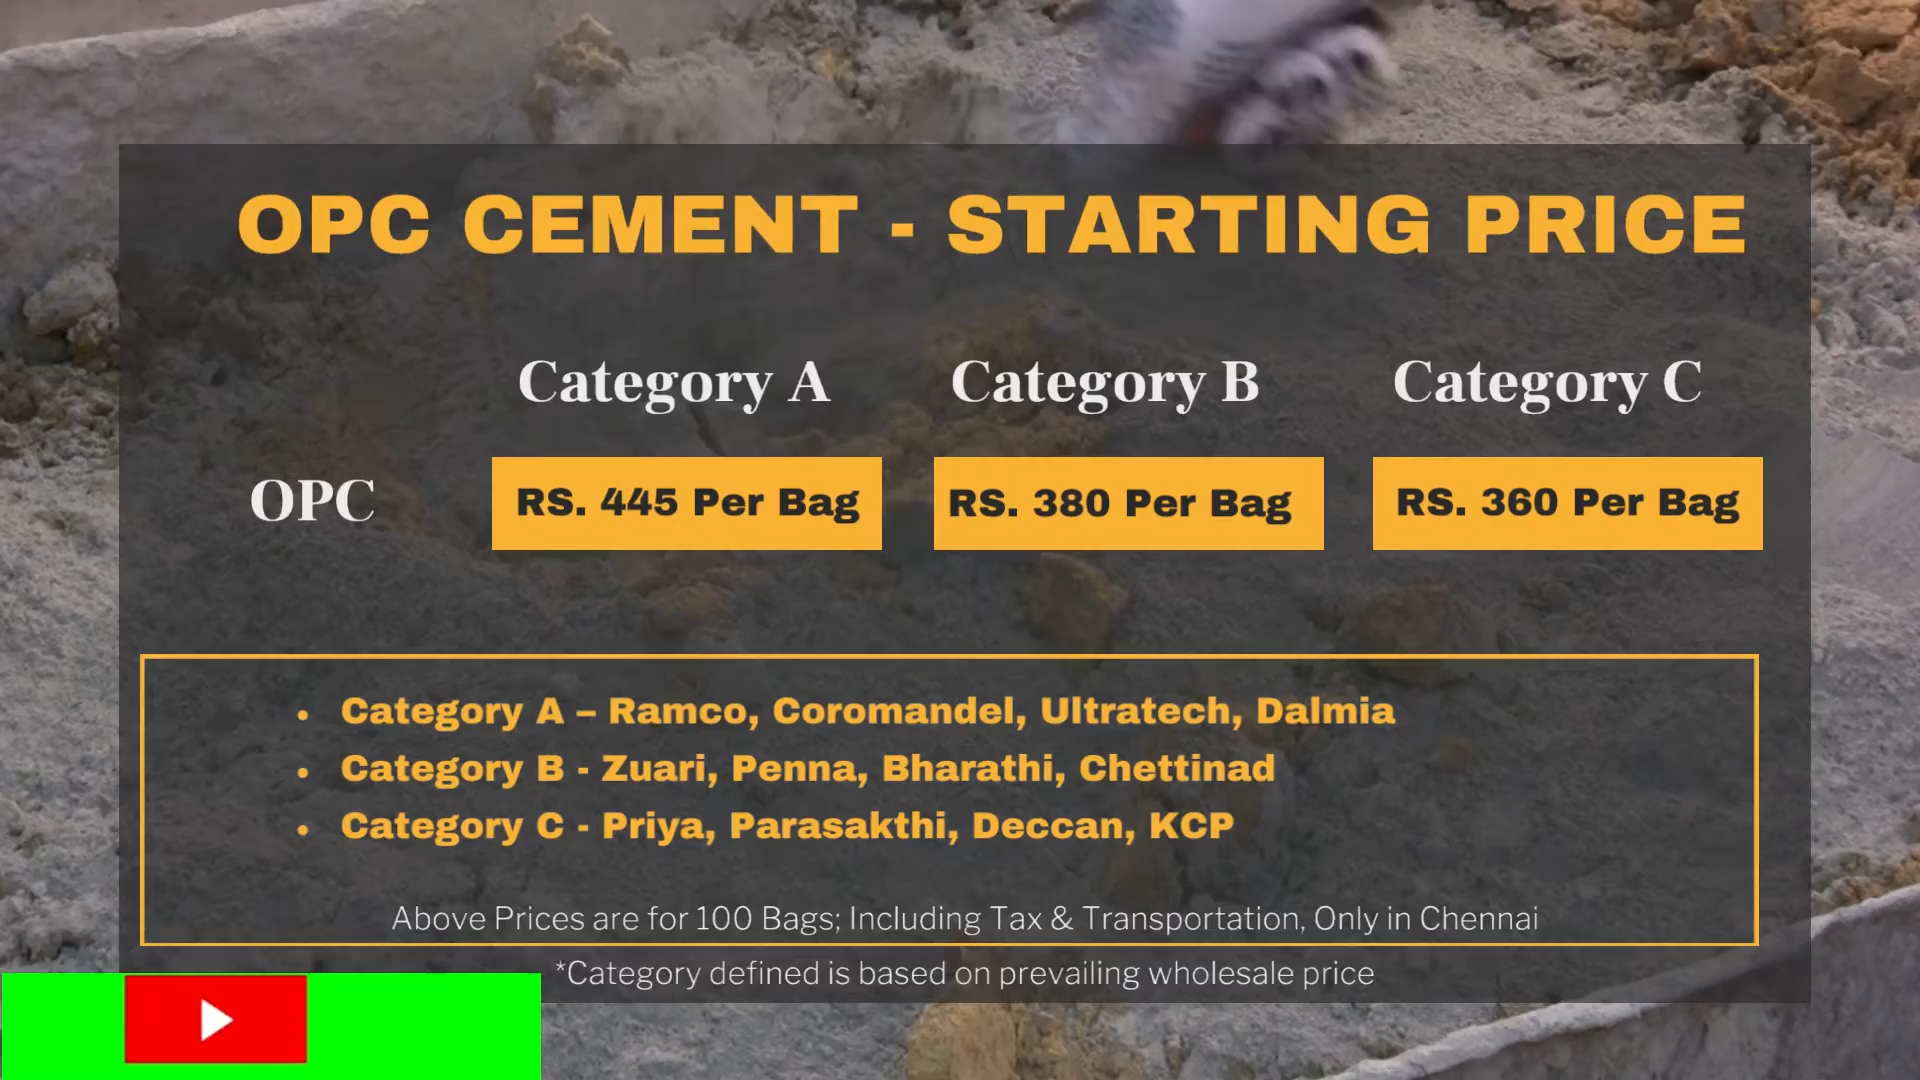 OPC CEMENT - STARTING PRICE
Category A Category B Category C
OPC RS. 445 Per Bag RS. 380 Per Bag RS. 360 Per Bag
• Category A – Ramco, Coromandel, Ultratech, Dalmia
• Category B - Zuari, Penna, Bharathi, Chettinad
• Category C - Priya, Parasakthi, Deccan, KCP
Above Prices are for 100 Bags; Including Tax & Transportation, Only in Chennai
*Category defined is based on prevailing wholesale price